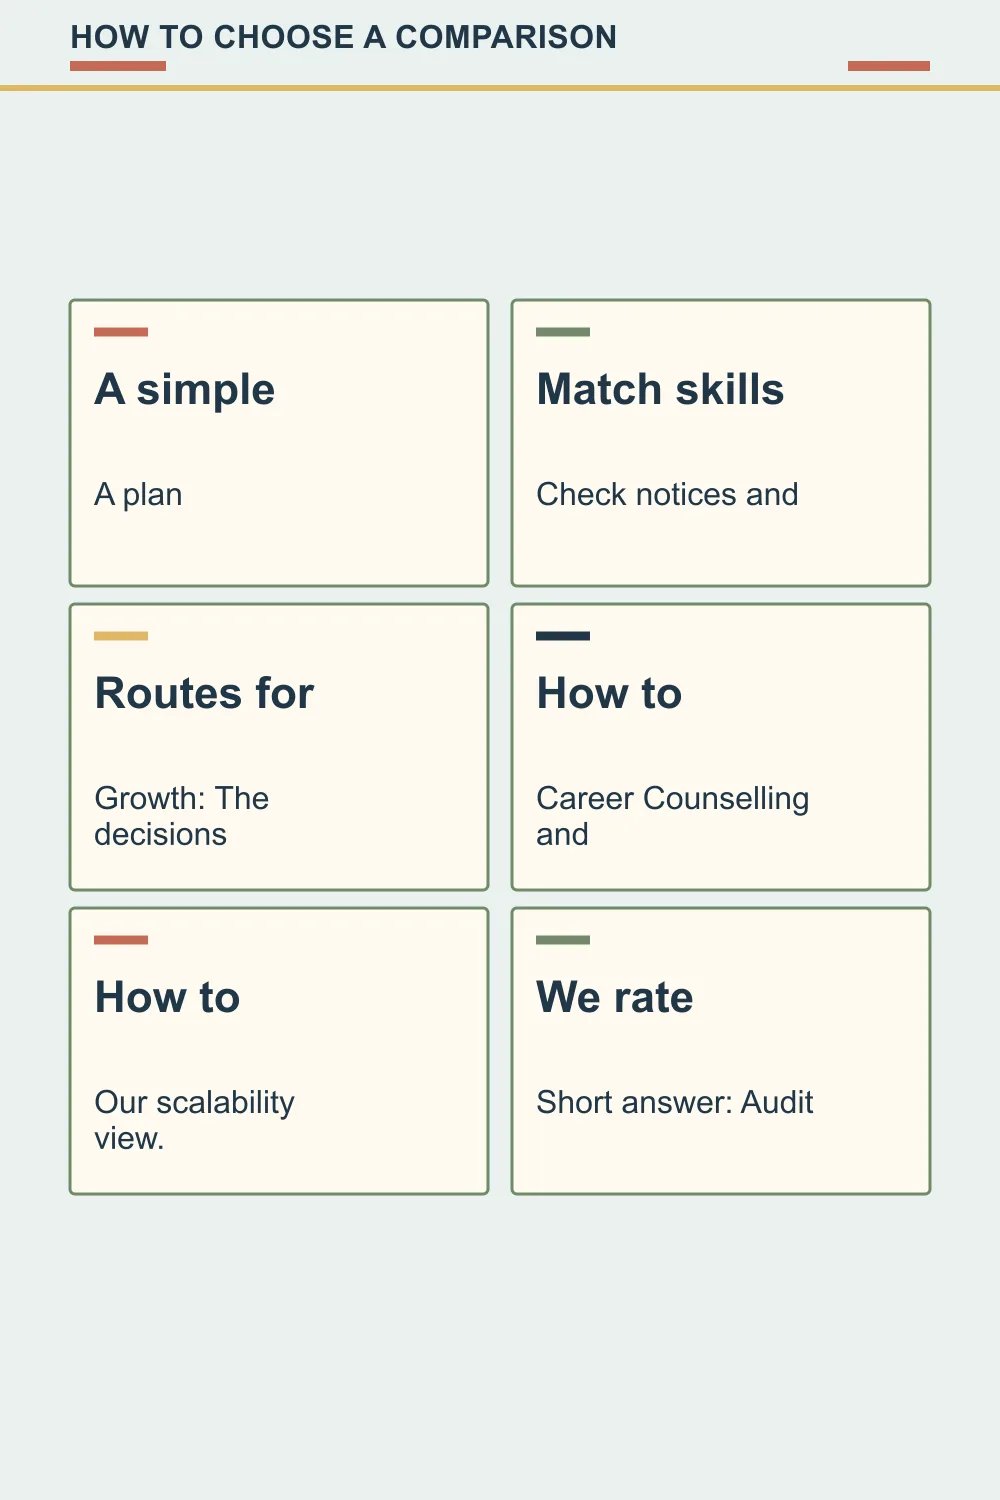 HOW TO CHOOSE A COMPARISON
A simple
A plan
Match skills
Check notices and
Routes for
Growth: The
decisions
How to
Career Counselling
and
How to
Our scalability
view.
We rate
Short answer: Audit